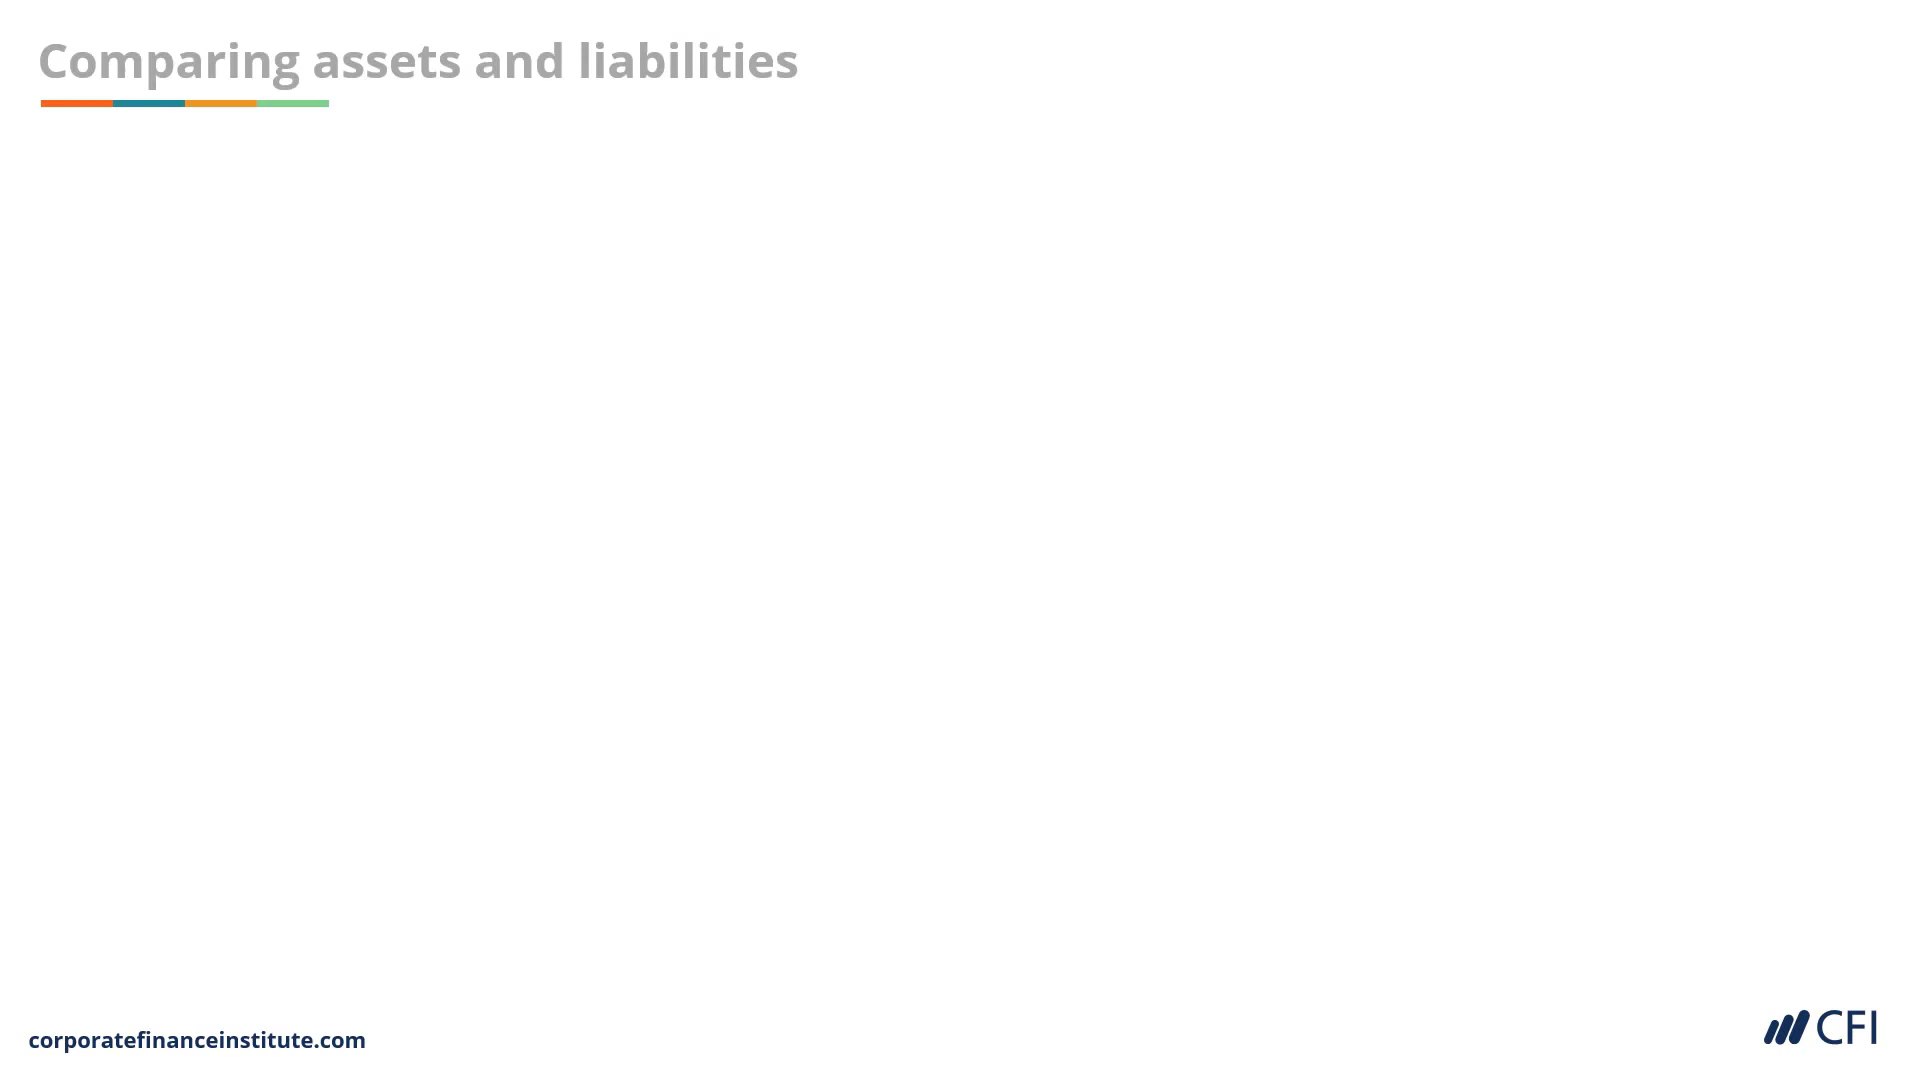 Comparing assets and liabilities
corporatefinanceinstitute.com
CFI